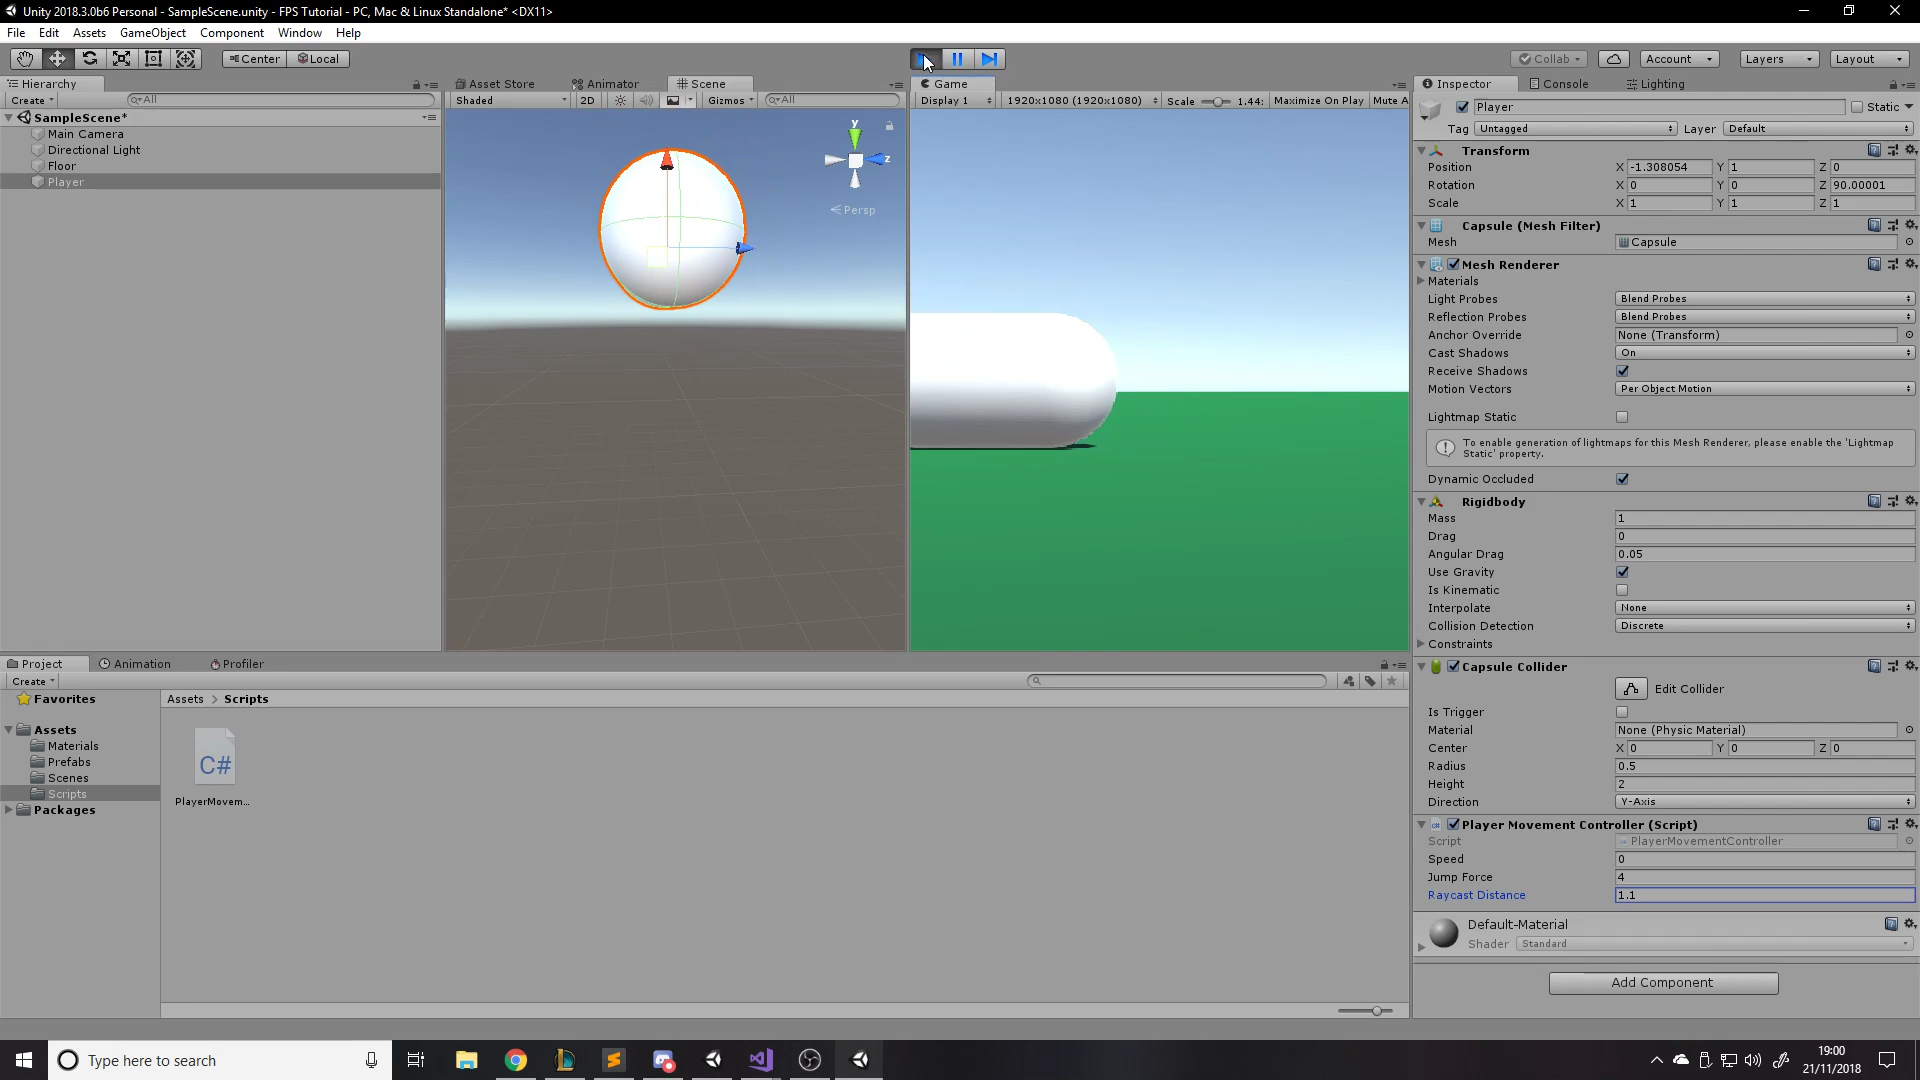 Unity 2018.3.0b6 Personal - SampleScene.unity - FPS Tutorial - PC, Mac & Linux Standalone* <DX11>
File Edit Assets GameObject Component Window Help
Center Local Collab Account Layers Layout
Hierarchy Asset Store Animator Scene Game Inspector Console Lighting
Create All Shaded 2D Gizmos All Display 1 1920x1080 (1920x1080) Scale 1.44: Maximize On Play Mute A Player Static
SampleScene*
Tag Untagged Layer Default
Main Camera
Directional Light
Floor
Player
y
z
Persp
Transform
Position X -1.308054 Y 1 Z 0
Rotation X 0 Y 0 Z 90.00001
Scale X 1 Y 1 Z 1
Capsule (Mesh Filter)
Mesh Capsule
Mesh Renderer
Materials
Light Probes Blend Probes
Reflection Probes Blend Probes
Anchor Override None (Transform)
Cast Shadows On
Receive Shadows
Motion Vectors Per Object Motion
Lightmap Static
To enable generation of lightmaps for this Mesh Renderer, please enable the 'Lightmap
Static' property.
Dynamic Occluded
Rigidbody
Mass 1
Drag 0
Angular Drag 0.05
Use Gravity
Is Kinematic
Interpolate None
Collision Detection Discrete
Constraints
Capsule Collider
Edit Collider
Is Trigger
Material None (Physic Material)
Center X 0 Y 0 Z 0
Radius 0.5
Height 2
Direction Y-Axis
Player Movement Controller (Script)
Script PlayerMovementController
Speed 0
Jump Force 4
Raycast Distance 1.1
Default-Material
Shader Standard
Add Component
Project Animation Profiler
Create
Favorites
Assets > Scripts
Assets
Materials
Prefabs
Scenes
Scripts
Packages
C#
PlayerMovem...
Type here to search
19:00
21/11/2018